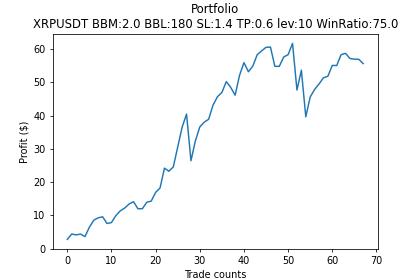 Portfolio
XRPUSDT BBM:2.0 BBL:180 SL:1.4 TP:0.6 lev:10 WinRatio:75.0
60
50
40
30
20
10
0
Profit ($)
0 10 20 30 40 50 60 70
Trade counts